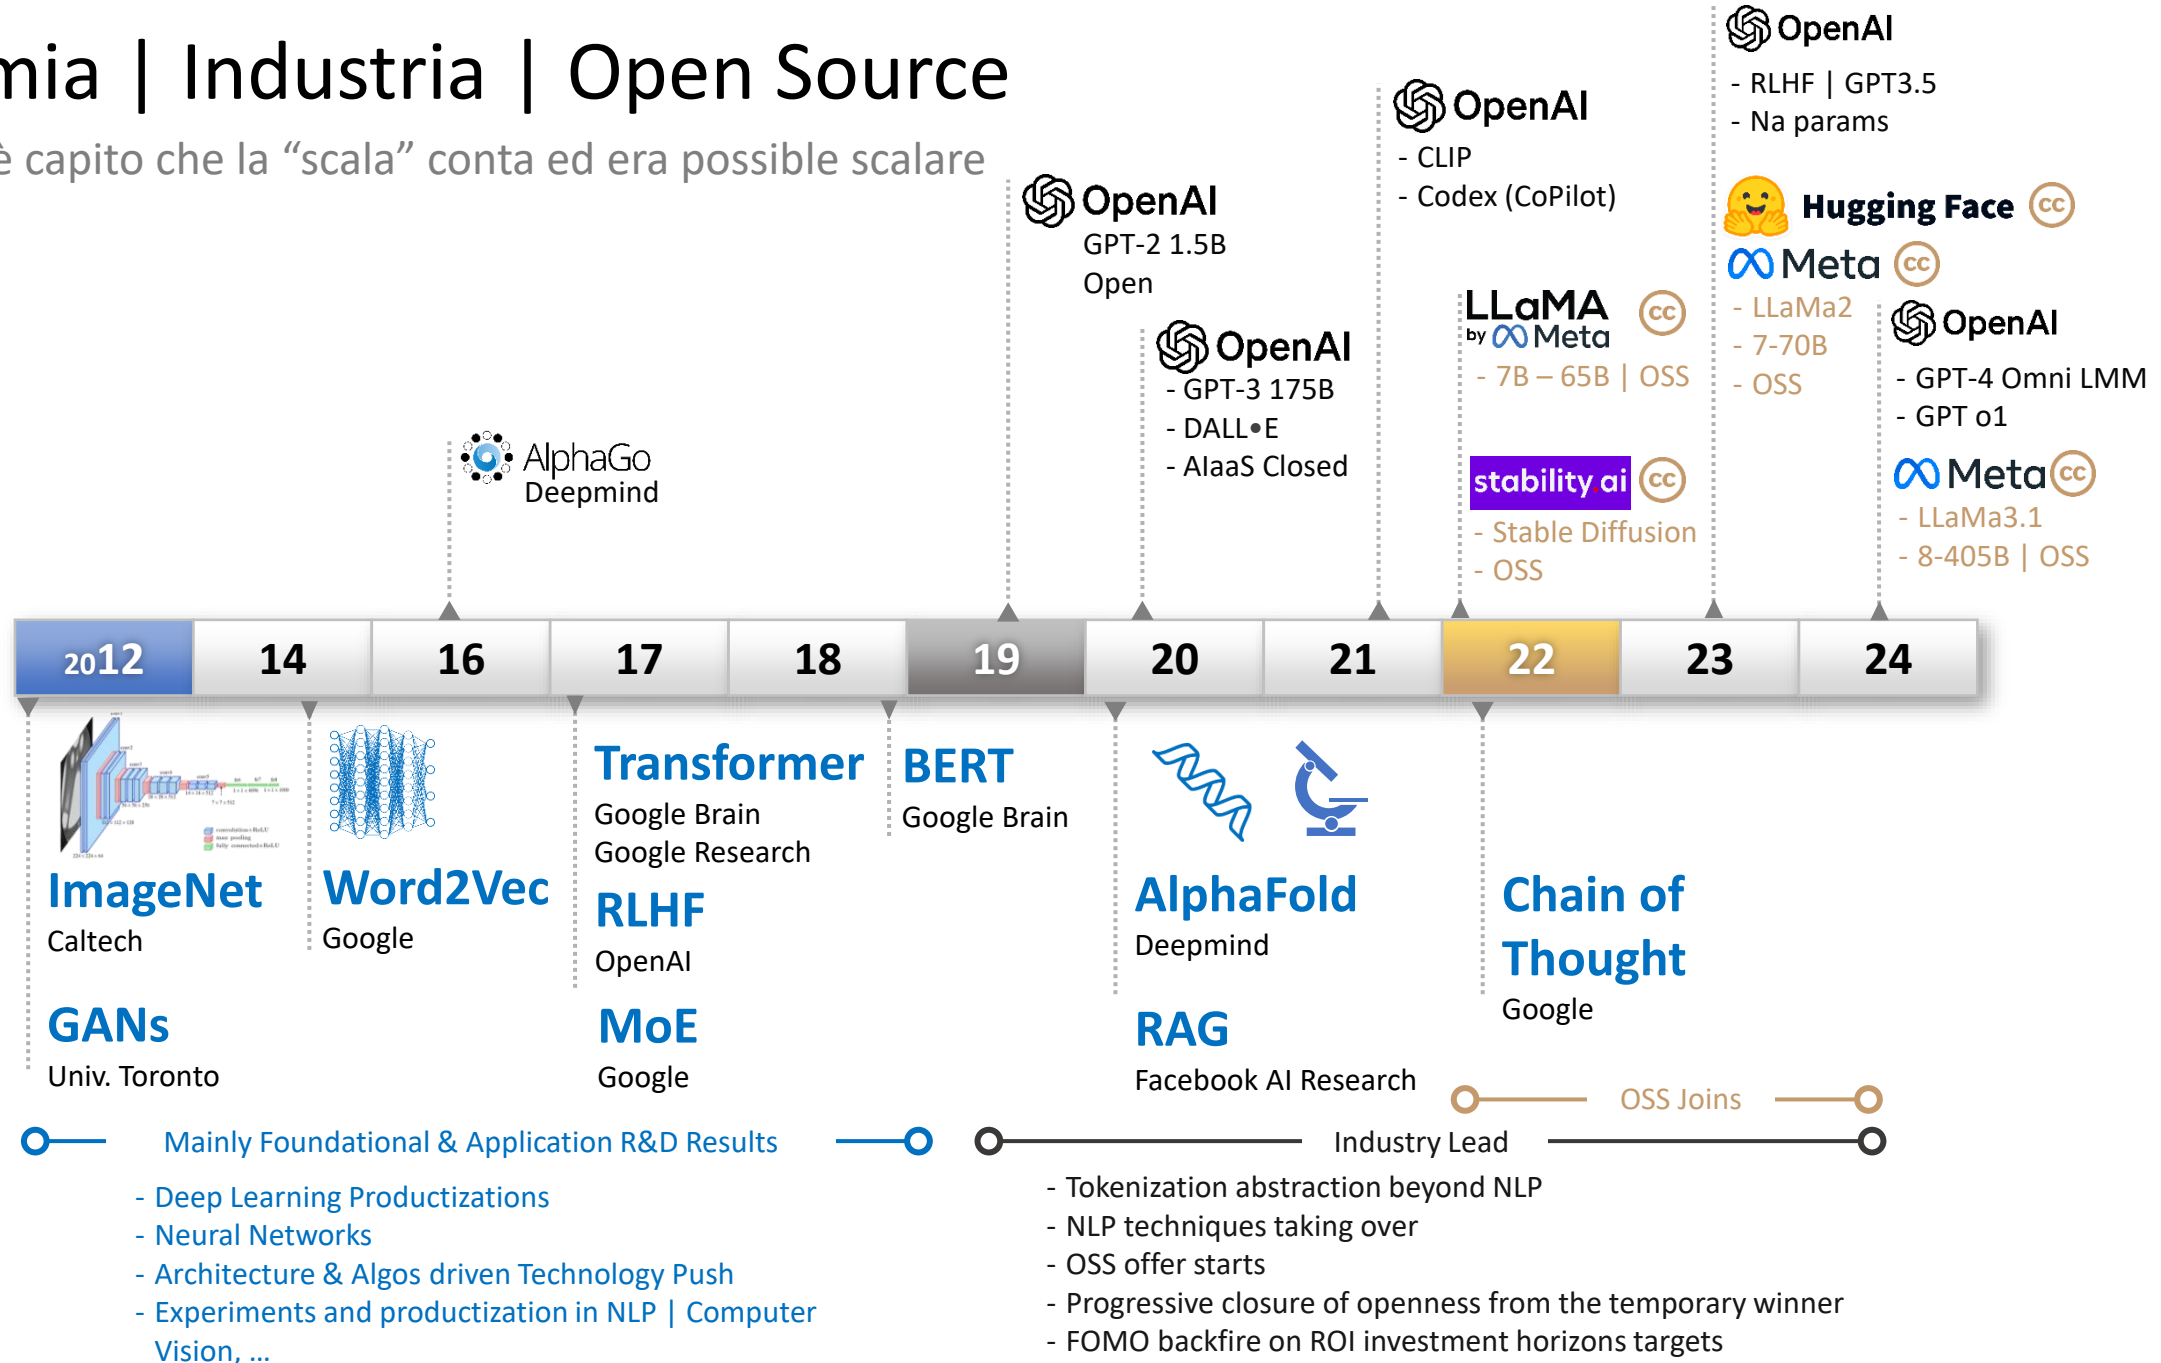 mia | Industria | Open Source
è capito che la “scala” conta ed era possible scalare
OpenAI
- RLHF | GPT3.5
- Na params
Hugging Face cc
Meta cc
- LLaMa2
- 7-70B
- OSS
OpenAI
- CLIP
- Codex (CoPilot)
OpenAI
GPT-2 1.5B
Open
OpenAI
- GPT-3 175B
- DALL•E
- AIaaS Closed
LLaMA cc
by Meta
- 7B – 65B | OSS
stability.ai cc
- Stable Diffusion
- OSS
OpenAI
- GPT-4 Omni LMM
- GPT o1
Meta cc
- LLaMa3.1
- 8-405B | OSS
AlphaGo
Deepmind
2012 14 16 17 18 19 20 21 22 23 24
ImageNet
Caltech
GANs
Univ. Toronto
Word2Vec
Google
Transformer
Google Brain
Google Research
RLHF
OpenAI
MoE
Google
BERT
Google Brain
AlphaFold
Deepmind
RAG
Facebook AI Research
Chain of
Thought
Google
OSS Joins
Mainly Foundational & Application R&D Results
- Deep Learning Productizations
- Neural Networks
- Architecture & Algos driven Technology Push
- Experiments and productization in NLP | Computer
Vision, ...
Industry Lead
- Tokenization abstraction beyond NLP
- NLP techniques taking over
- OSS offer starts
- Progressive closure of openness from the temporary winner
- FOMO backfire on ROI investment horizons targets